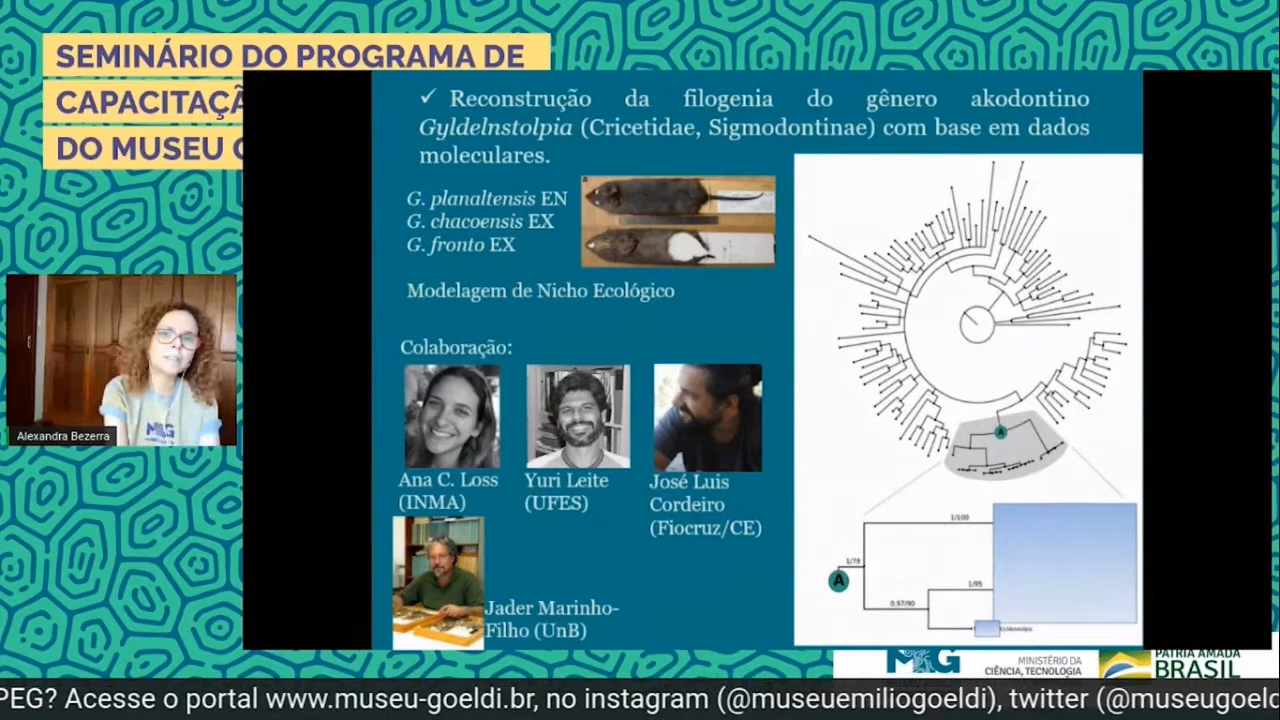 SEMINÁRIO DO PROGRAMA DE
CAPACITAÇÃ
DO MUSEU
✓ Reconstrução da filogenia do gênero akodontino
Gyldelnstolpia (Cricetidae, Sigmodontinae) com base em dados
moleculares.
G. planaltensis EN
G. chacoensis EX
G. fronto EX
Modelagem de Nicho Ecológico
Colaboração:
Ana C. Loss
(INMA)
Yuri Leite
(UFES)
José Luis
Cordeiro
(Fiocruz/CE)
Jader Marinho-
Filho (UnB)
A
1/100
1/79
A
1/95
0.97/90
Alexandra Bezerra
MINISTÉRIO DA
CIÊNCIA, TECNOLOGIA
PÁTRIA AMADA
BRASIL
PEG? Acesse o portal www.museu-goeldi.br, no instagram (@museuemiliogoeldi), twitter (@museugoeld